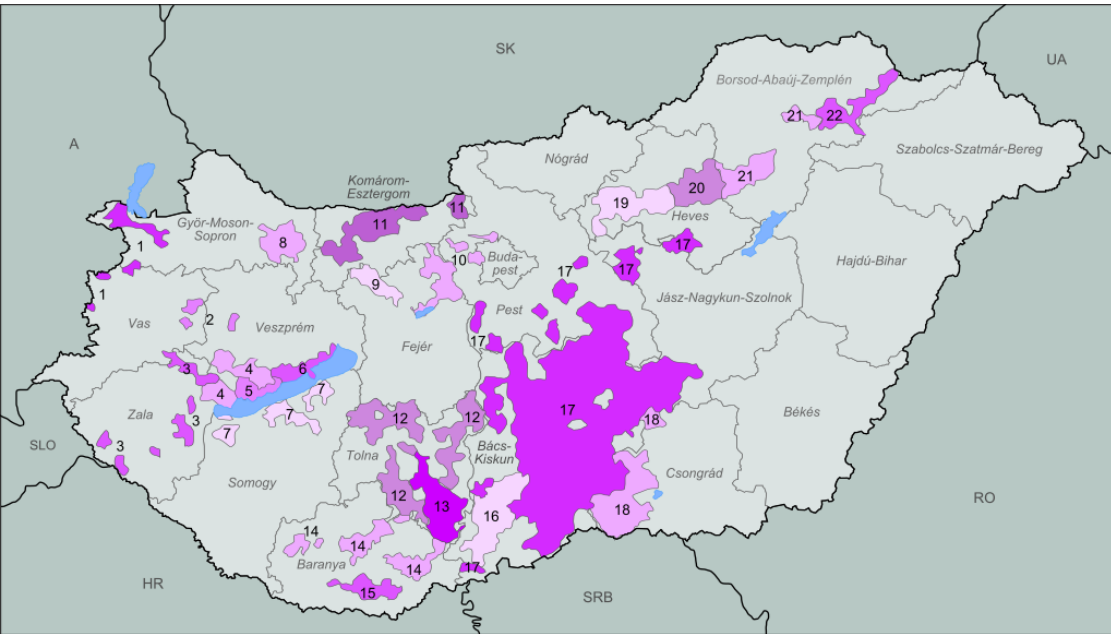 SK
UA
Borsod-Abaúj-Zemplén
21
22
A
Nógrád
Szabolcs-Szatmár-Bereg
Komárom-
Esztergom
21
20
19
11
11
Győr-Moson-
Sopron
Heves
1
8
17
10
Buda-
pest
Hajdú-Bihar
17
17
9
1
Jász-Nagykun-Szolnok
Pest
Vas
2
Veszprém
Fejér
17
3
4
6
4
5
7
Zala
7
12
12
17
3
18
Békés
7
SLO
3
Bács-
Kiskun
Tolna
Csongrád
Somogy
12
13
16
18
RO
14
14
Baranya
14
17
HR
15
SRB